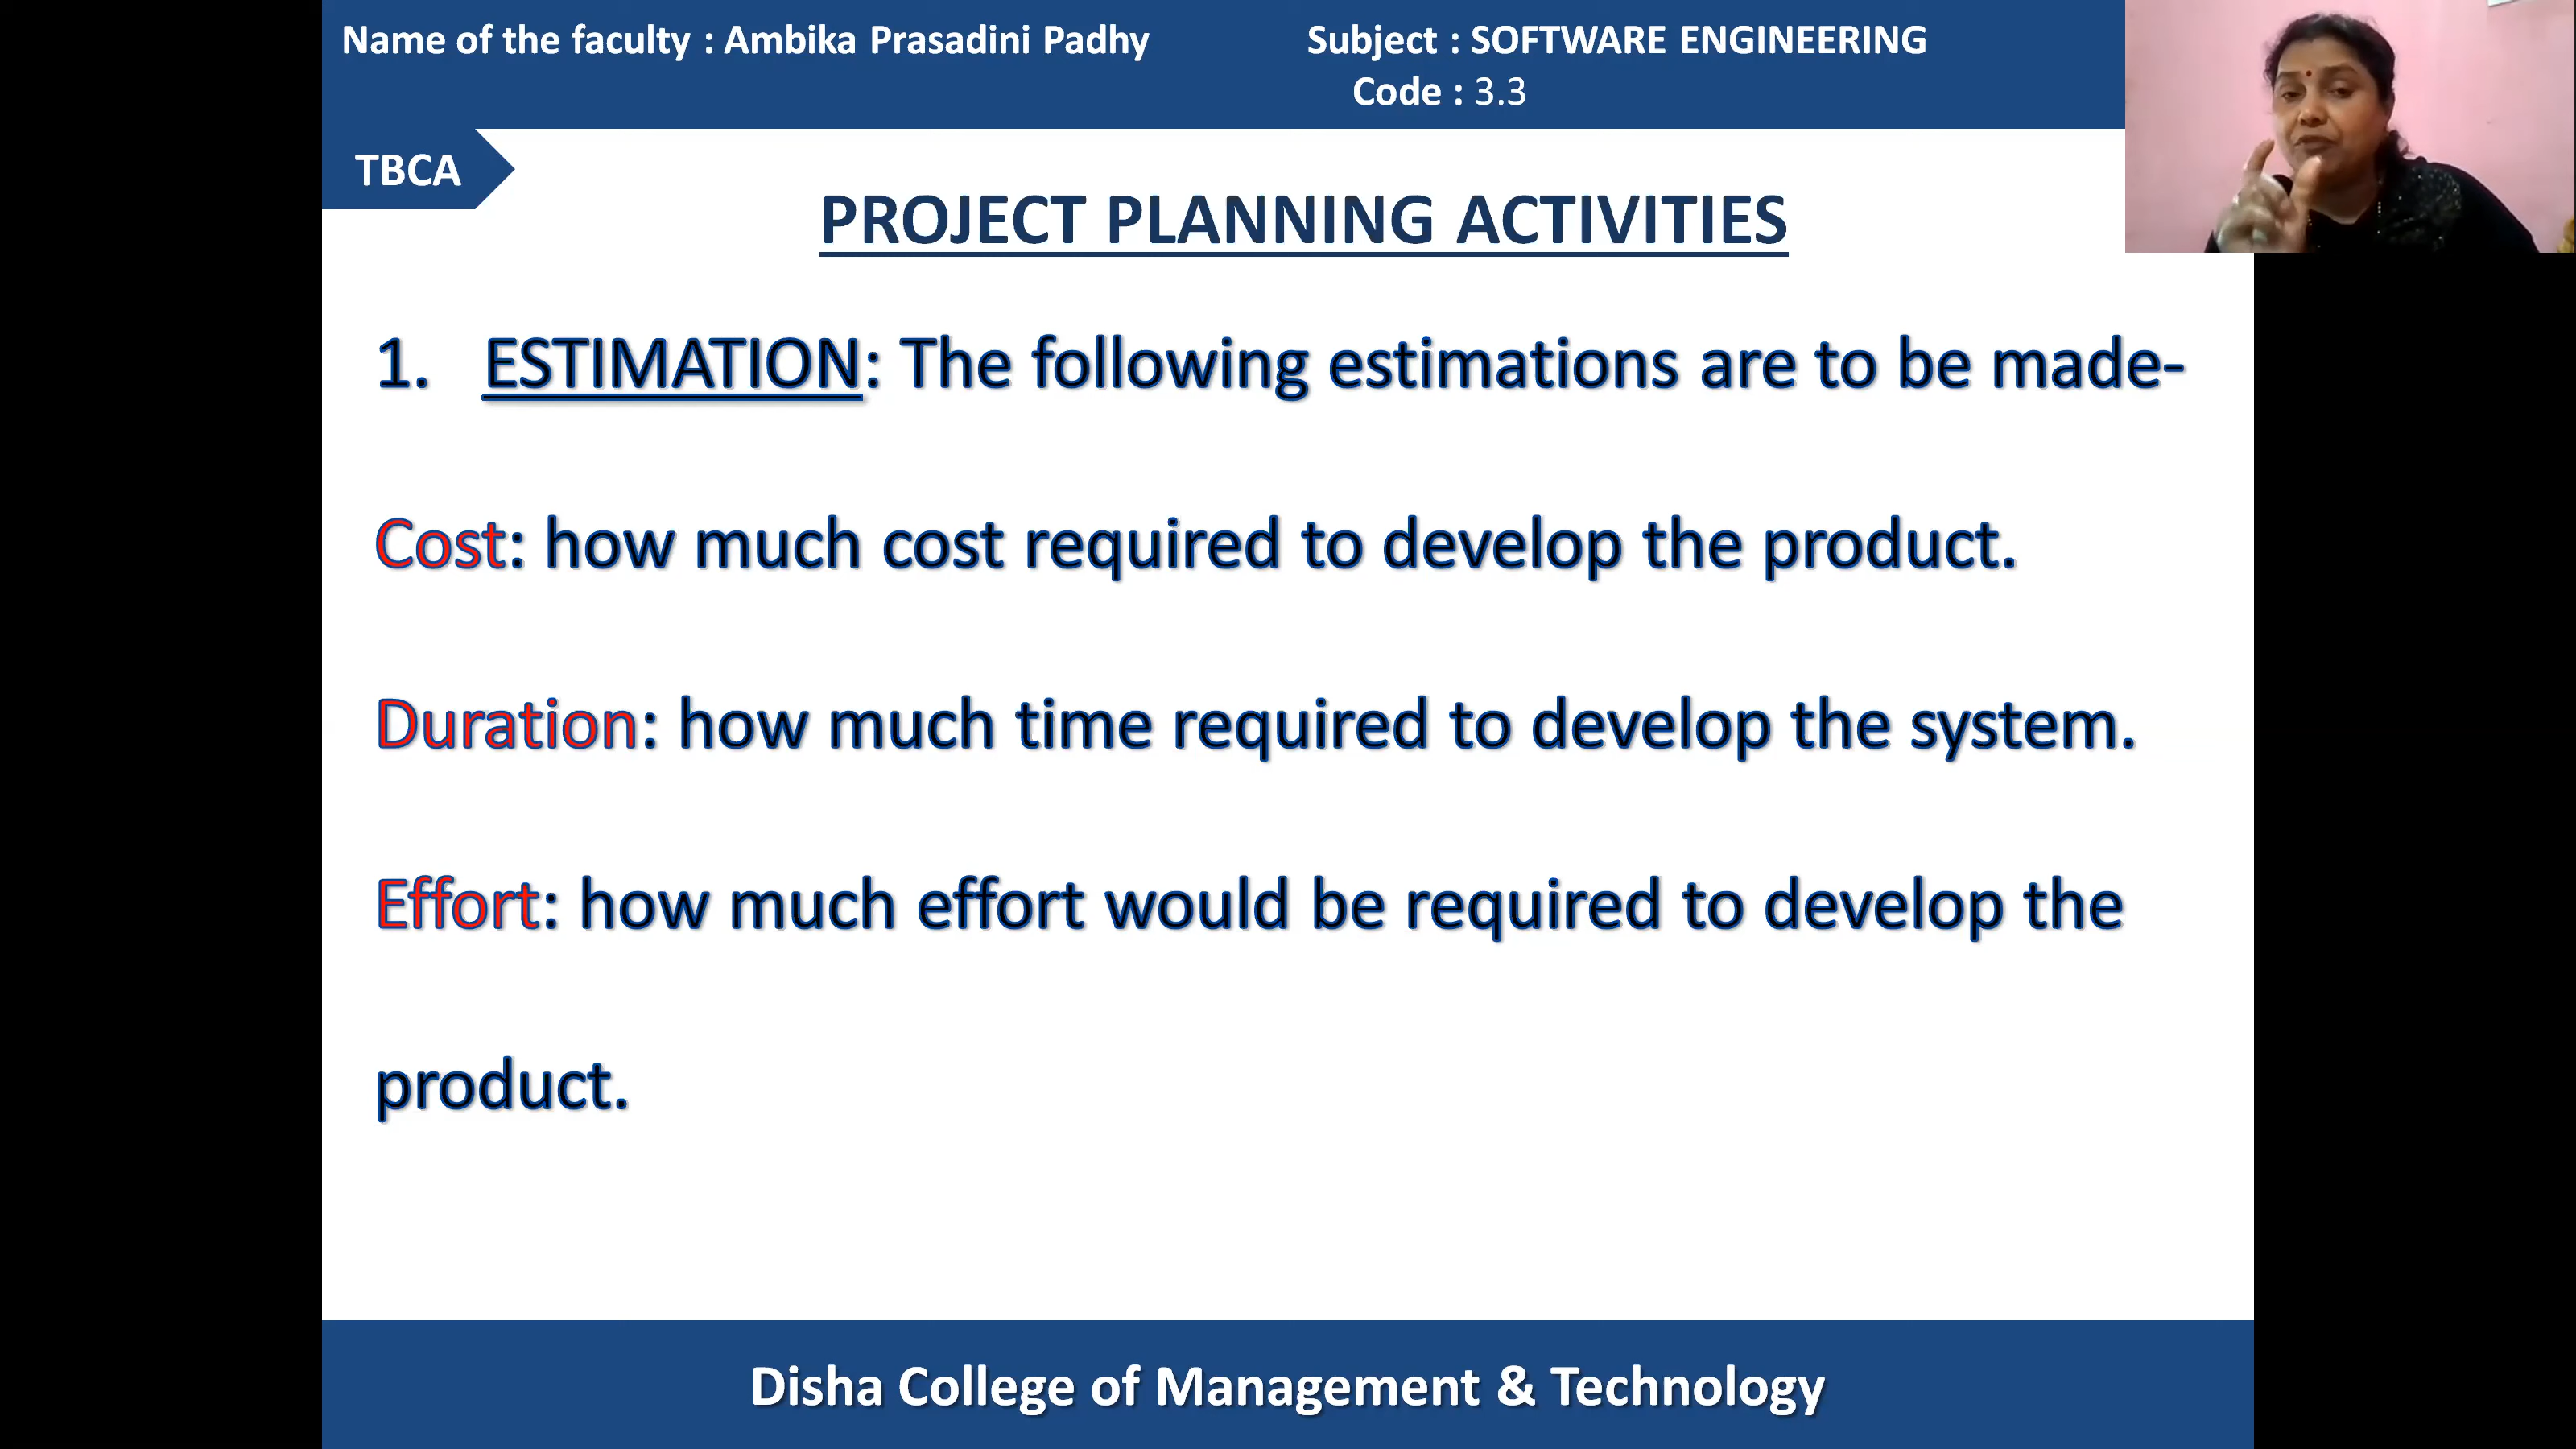 Name of the faculty : Ambika Prasadini Padhy
Subject : SOFTWARE ENGINEERING
Code : 3.3
TBCA
PROJECT PLANNING ACTIVITIES
1. ESTIMATION: The following estimations are to be made-
Cost: how much cost required to develop the product.
Duration: how much time required to develop the system.
Effort: how much effort would be required to develop the
product.
Disha College of Management & Technology